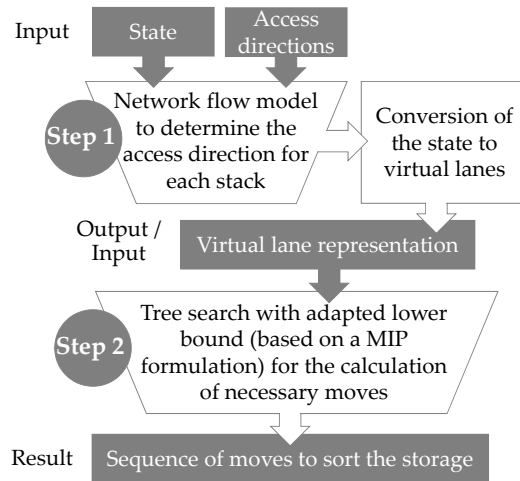 Input
State
Access
directions
Step 1
Network flow model
to determine the
access direction for
each stack
Conversion of
the state to
virtual lanes
Output /
Input
Virtual lane representation
Step 2
Tree search with adapted lower
bound (based on a MIP
formulation) for the calculation
of necessary moves
Result
Sequence of moves to sort the storage